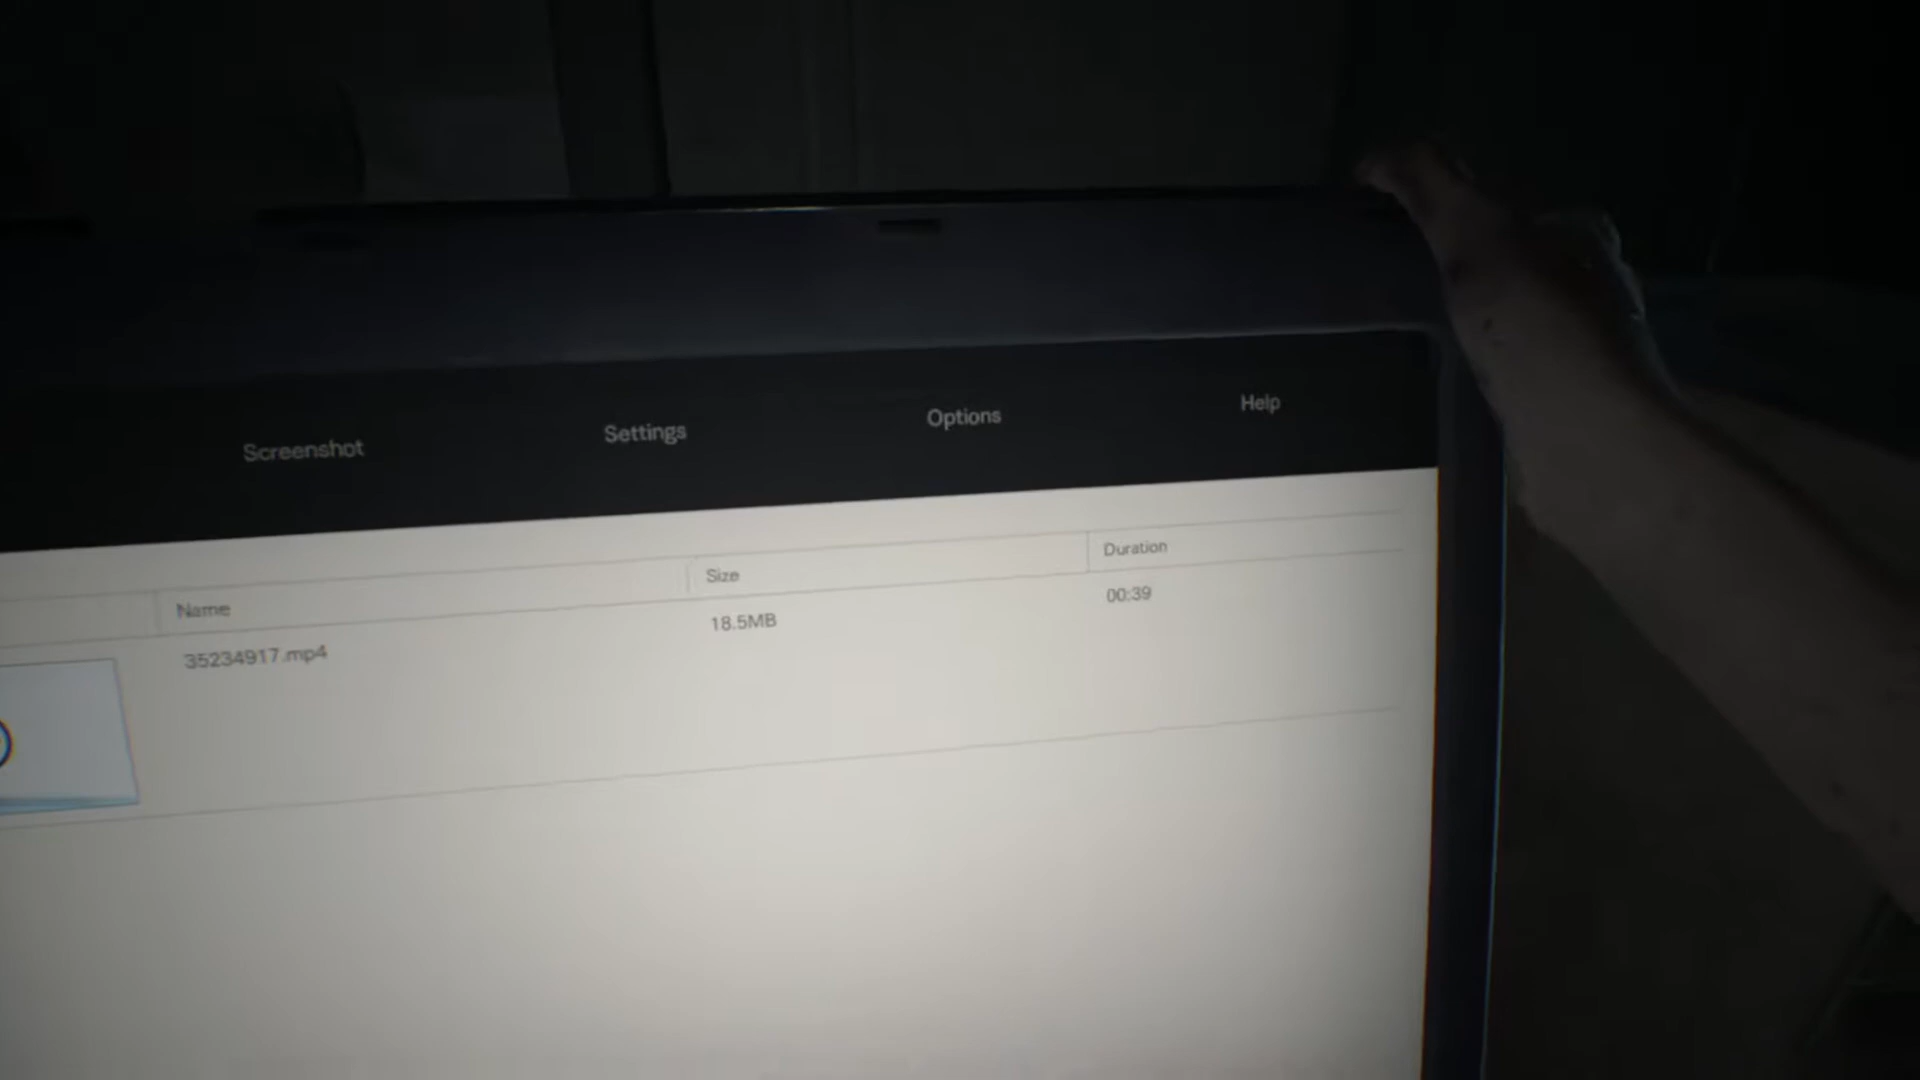 Screenshot Settings Options Help
Name Size Duration
35234917.mp4 18.5MB 00:39